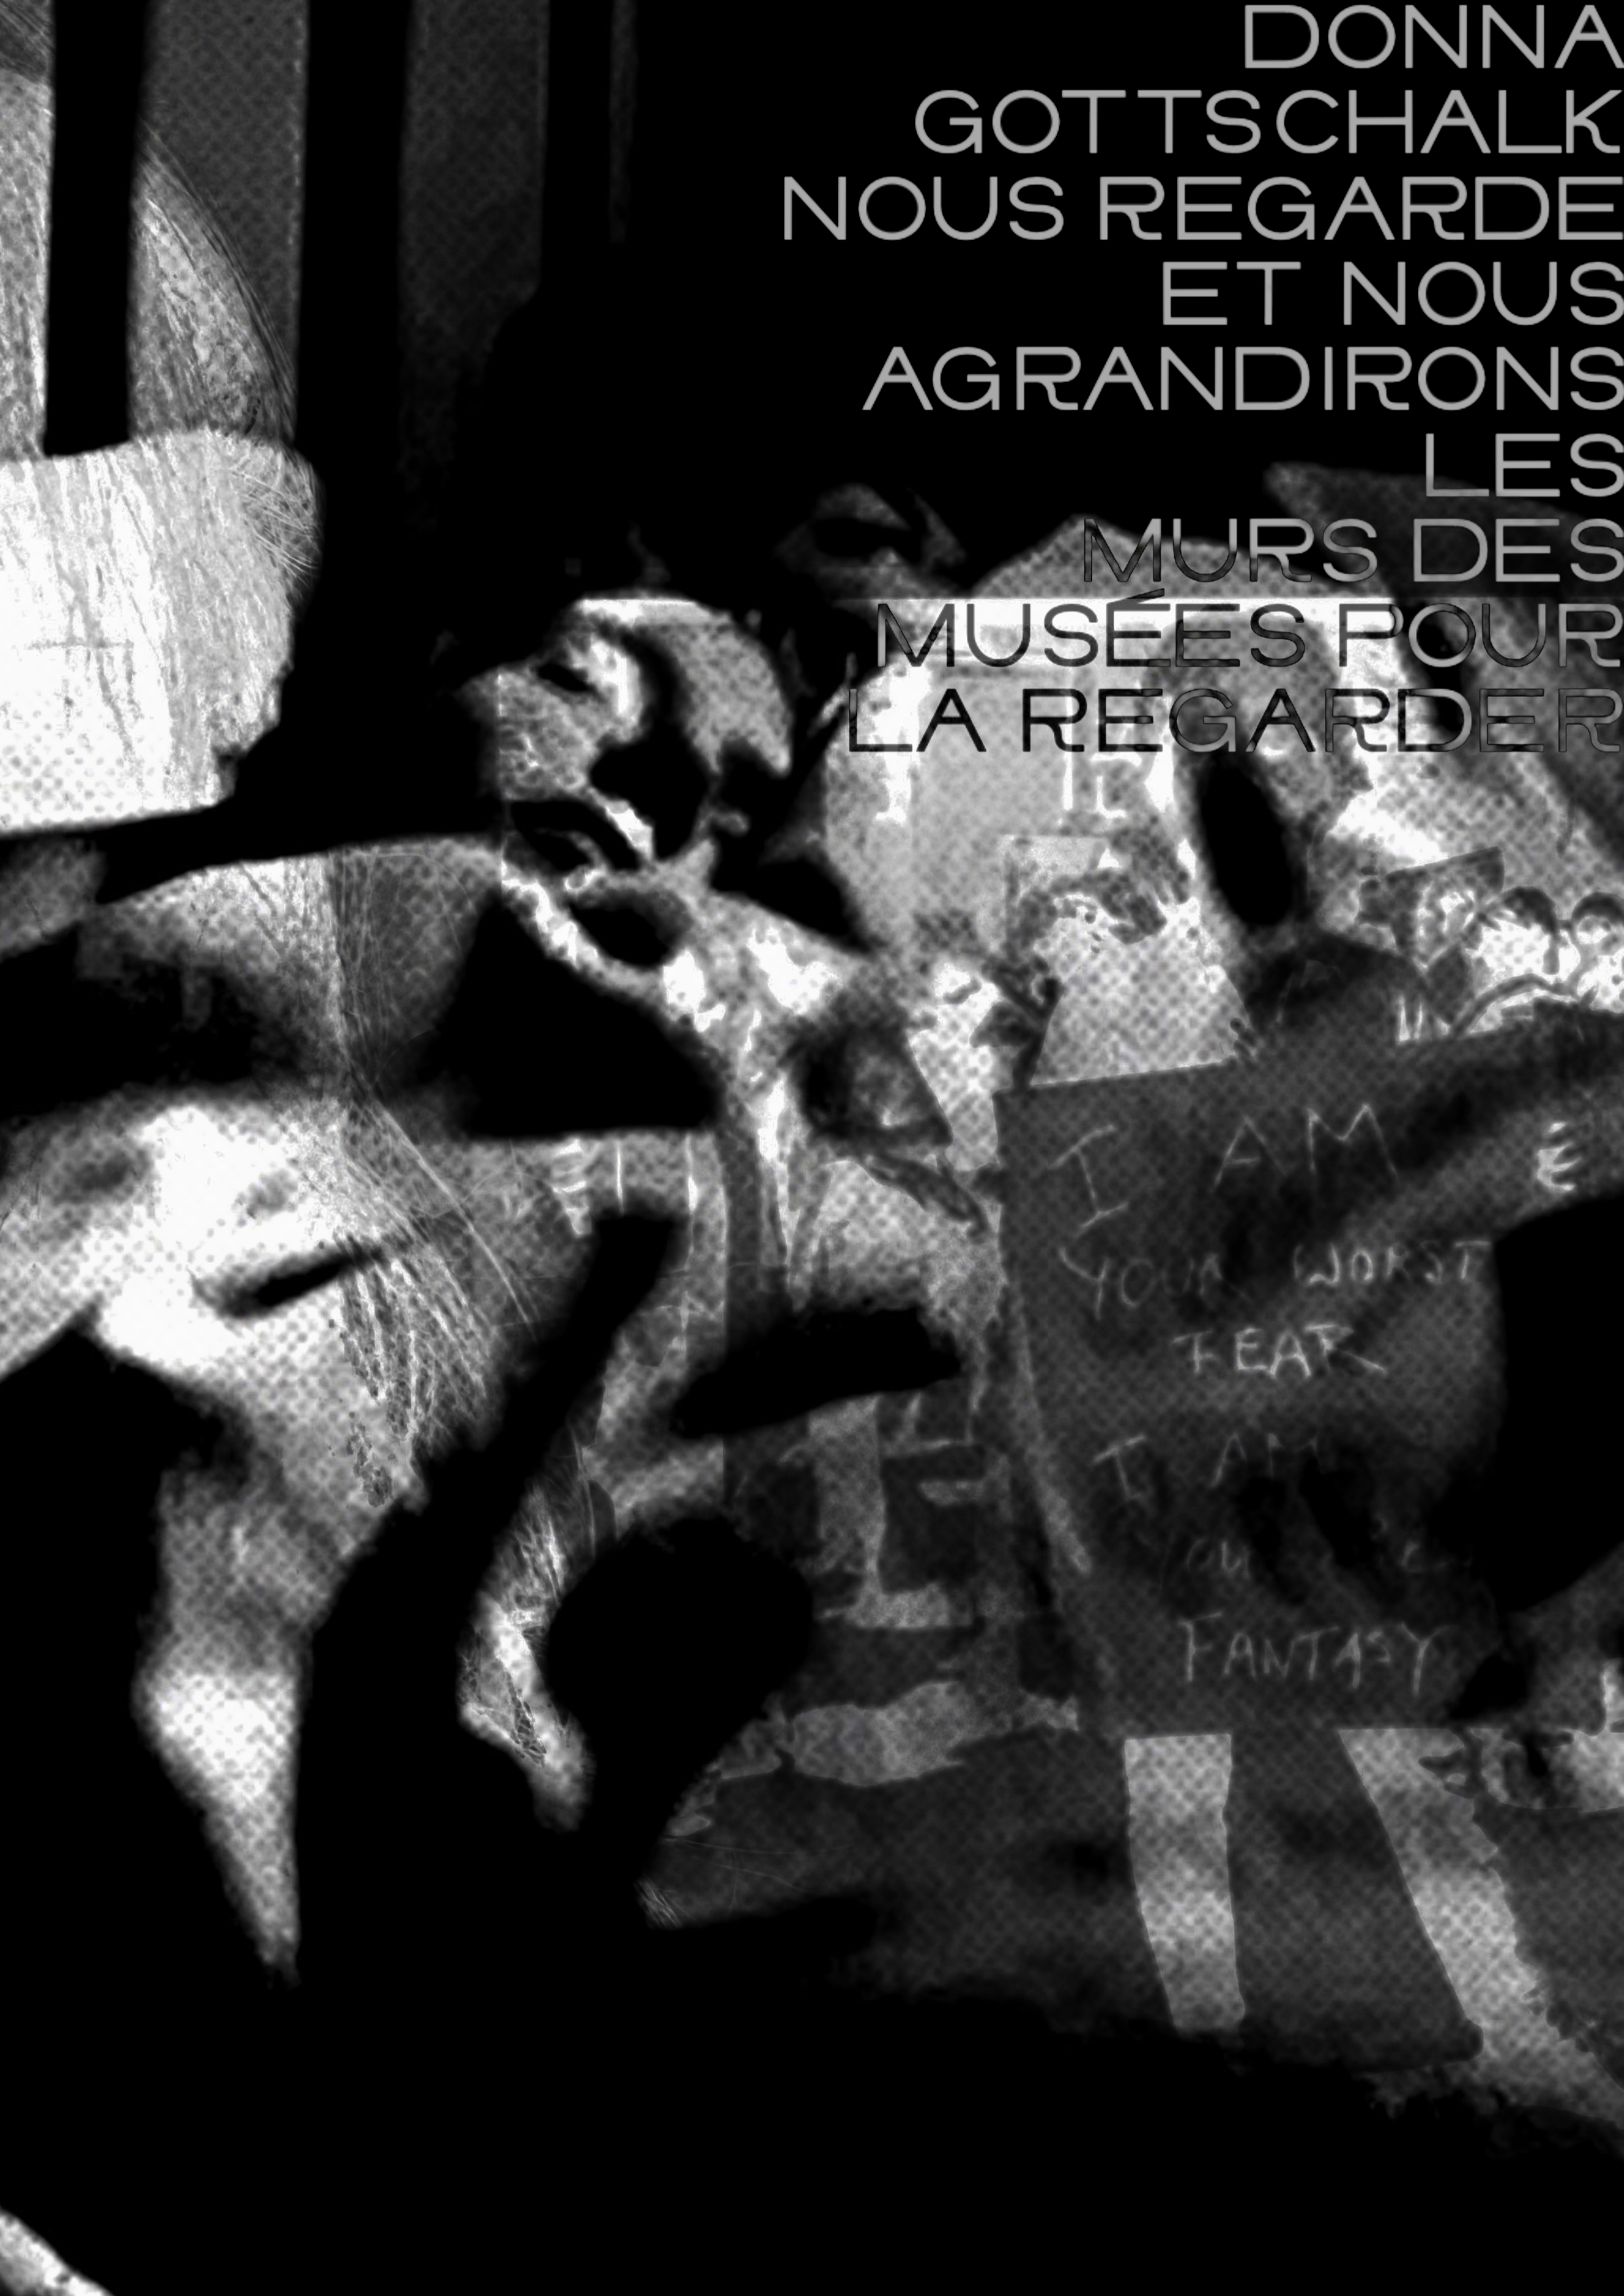 DONNA
GOTTSCHALK
NOUS REGARDE
ET NOUS
AGRANDIRONS
LES
MURS DES
MUSÉES POUR
LA REGARDER
I AM
YOUR WORST
FEAR
I AM
FANTASY